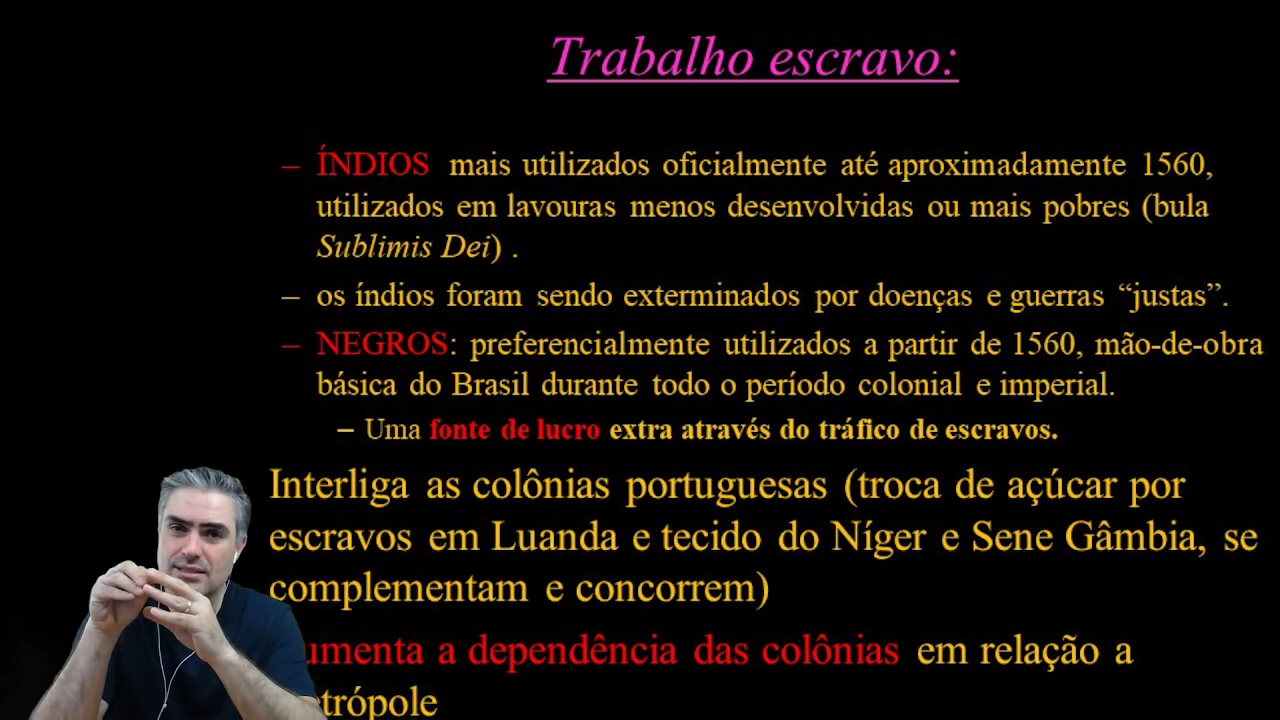 Trabalho escravo:
– ÍNDIOS mais utilizados oficialmente até aproximadamente 1560,
utilizados em lavouras menos desenvolvidas ou mais pobres (bula
Sublimis Dei) .
– os índios foram sendo exterminados por doenças e guerras “justas”.
– NEGROS: preferencialmente utilizados a partir de 1560, mão-de-obra
básica do Brasil durante todo o período colonial e imperial.
– Uma fonte de lucro extra através do tráfico de escravos.
Interliga as colônias portuguesas (troca de açúcar por
escravos em Luanda e tecido do Níger e Sene Gâmbia, se
complementam e concorrem)
umenta a dependência das colônias em relação a
etrópole